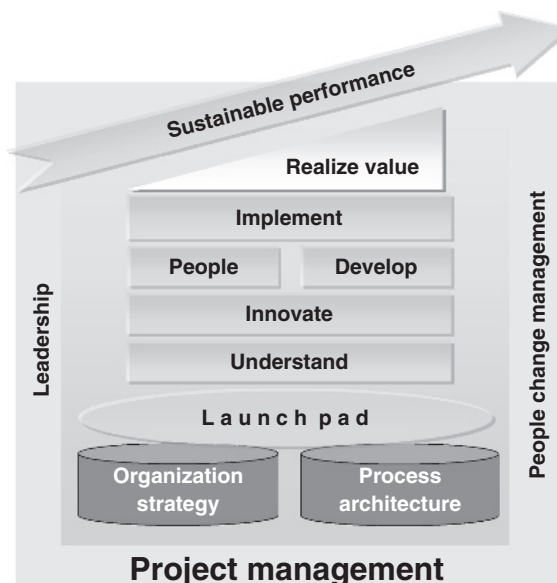 Sustainable performance
Realize value
Implement
People
Develop
Innovate
Understand
Launch pad
Organization
strategy
Process
architecture
Leadership
People change management
Project management